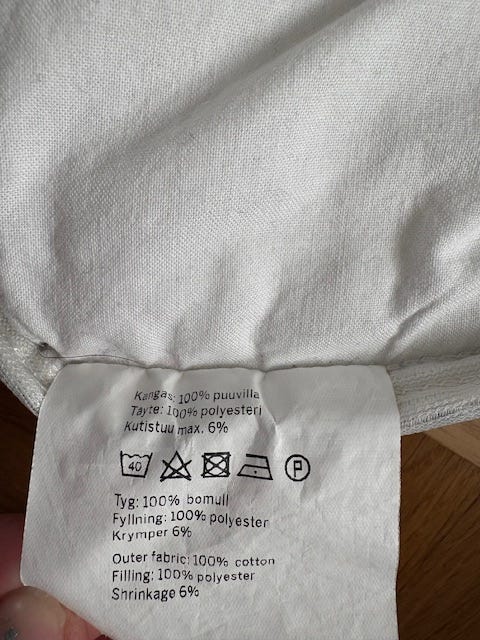 Kangas: 100% puuvilla
Täyte: 100% polyesteri
Kutistuu max. 6%
40 P
Tyg: 100% bomull
Fyllning: 100% polyester
Krymper 6%
Outer fabric: 100% cotton
Filling: 100% polyester
Shrinkage 6%